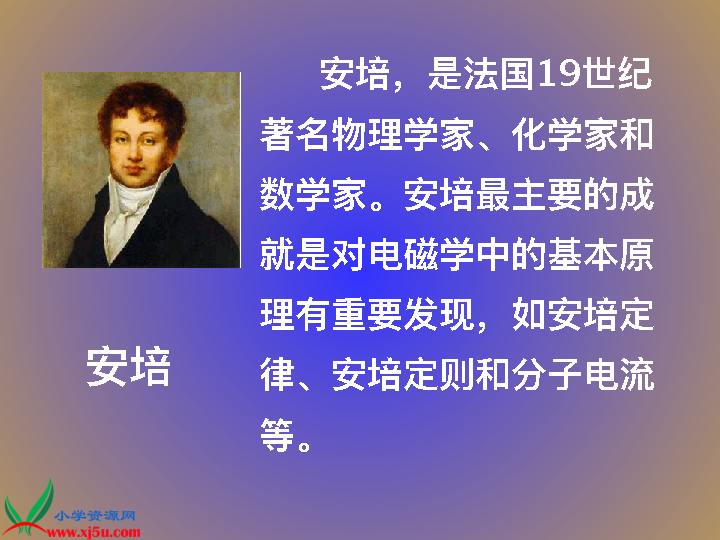 安培，是法国19世纪
著名物理学家、化学家和
数学家。安培最主要的成
就是对电磁学中的基本原
理有重要发现，如安培定
律、安培定则和分子电流
等。
安培
小学资源网
www.xj5u.com